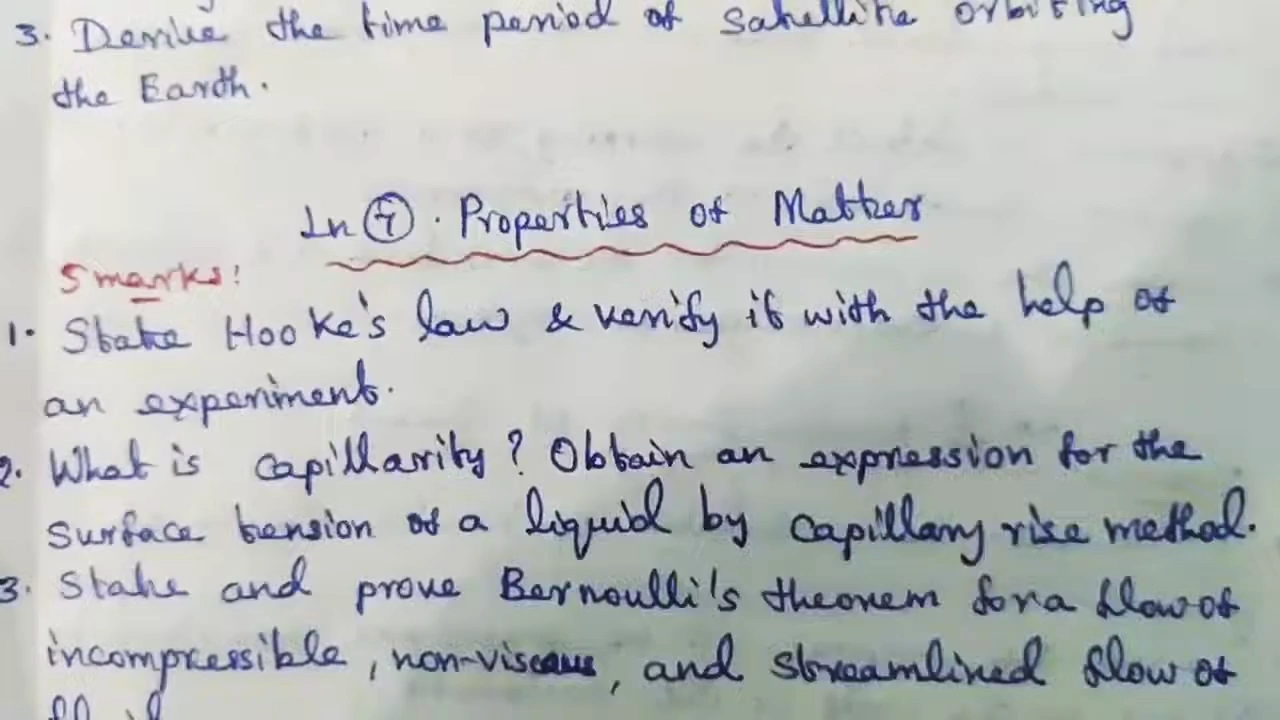 3. Derive the time period of Satellite orbiting
the Earth.
Ln ⑦. Properties of Matter
5 marks:
1. State Hooke's law & verify it with the help of
an experiment.
2. What is capillarity? Obtain an expression for the
surface tension of a liquid by capillary rise method.
3. State and prove Bernoulli's theorem for a flow of
incompressible, non-viscous, and streamlined flow of